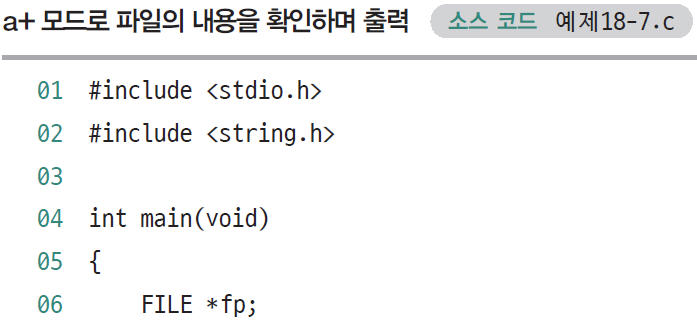 a+ 모드로 파일의 내용을 확인하며 출력 소스 코드 예제18-7.c
01 #include <stdio.h>
02 #include <string.h>
03
04 int main(void)
05 {
06 FILE *fp;